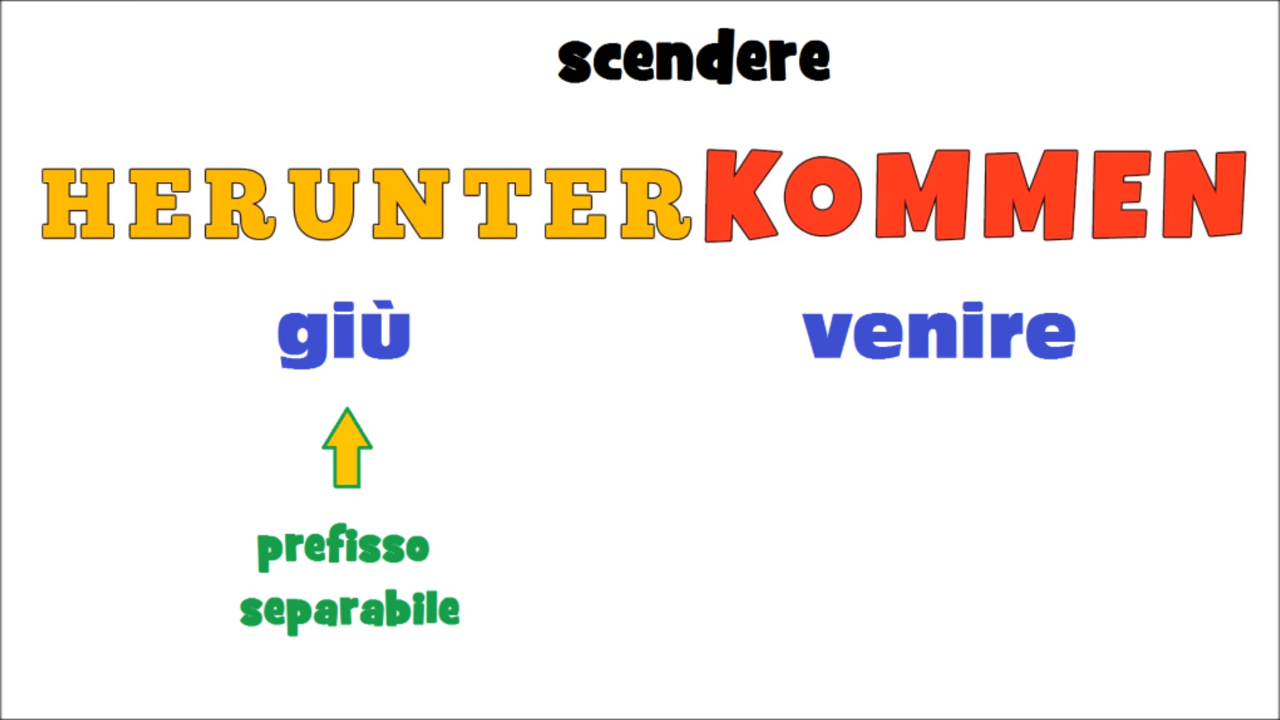 scendere
HERUNTERKOMMEN
giù venire
prefisso
separabile